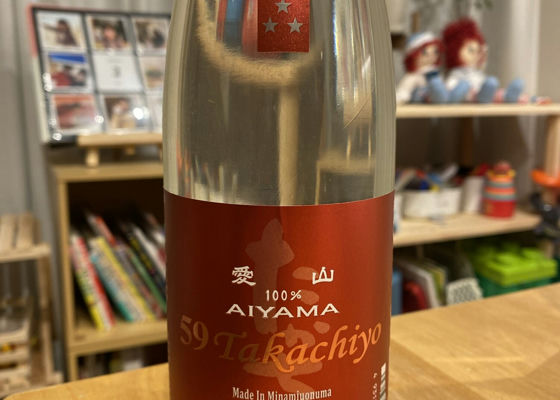 愛山
100%
AIYAMA
59 Takachiyo
Made In Minamiuonuma